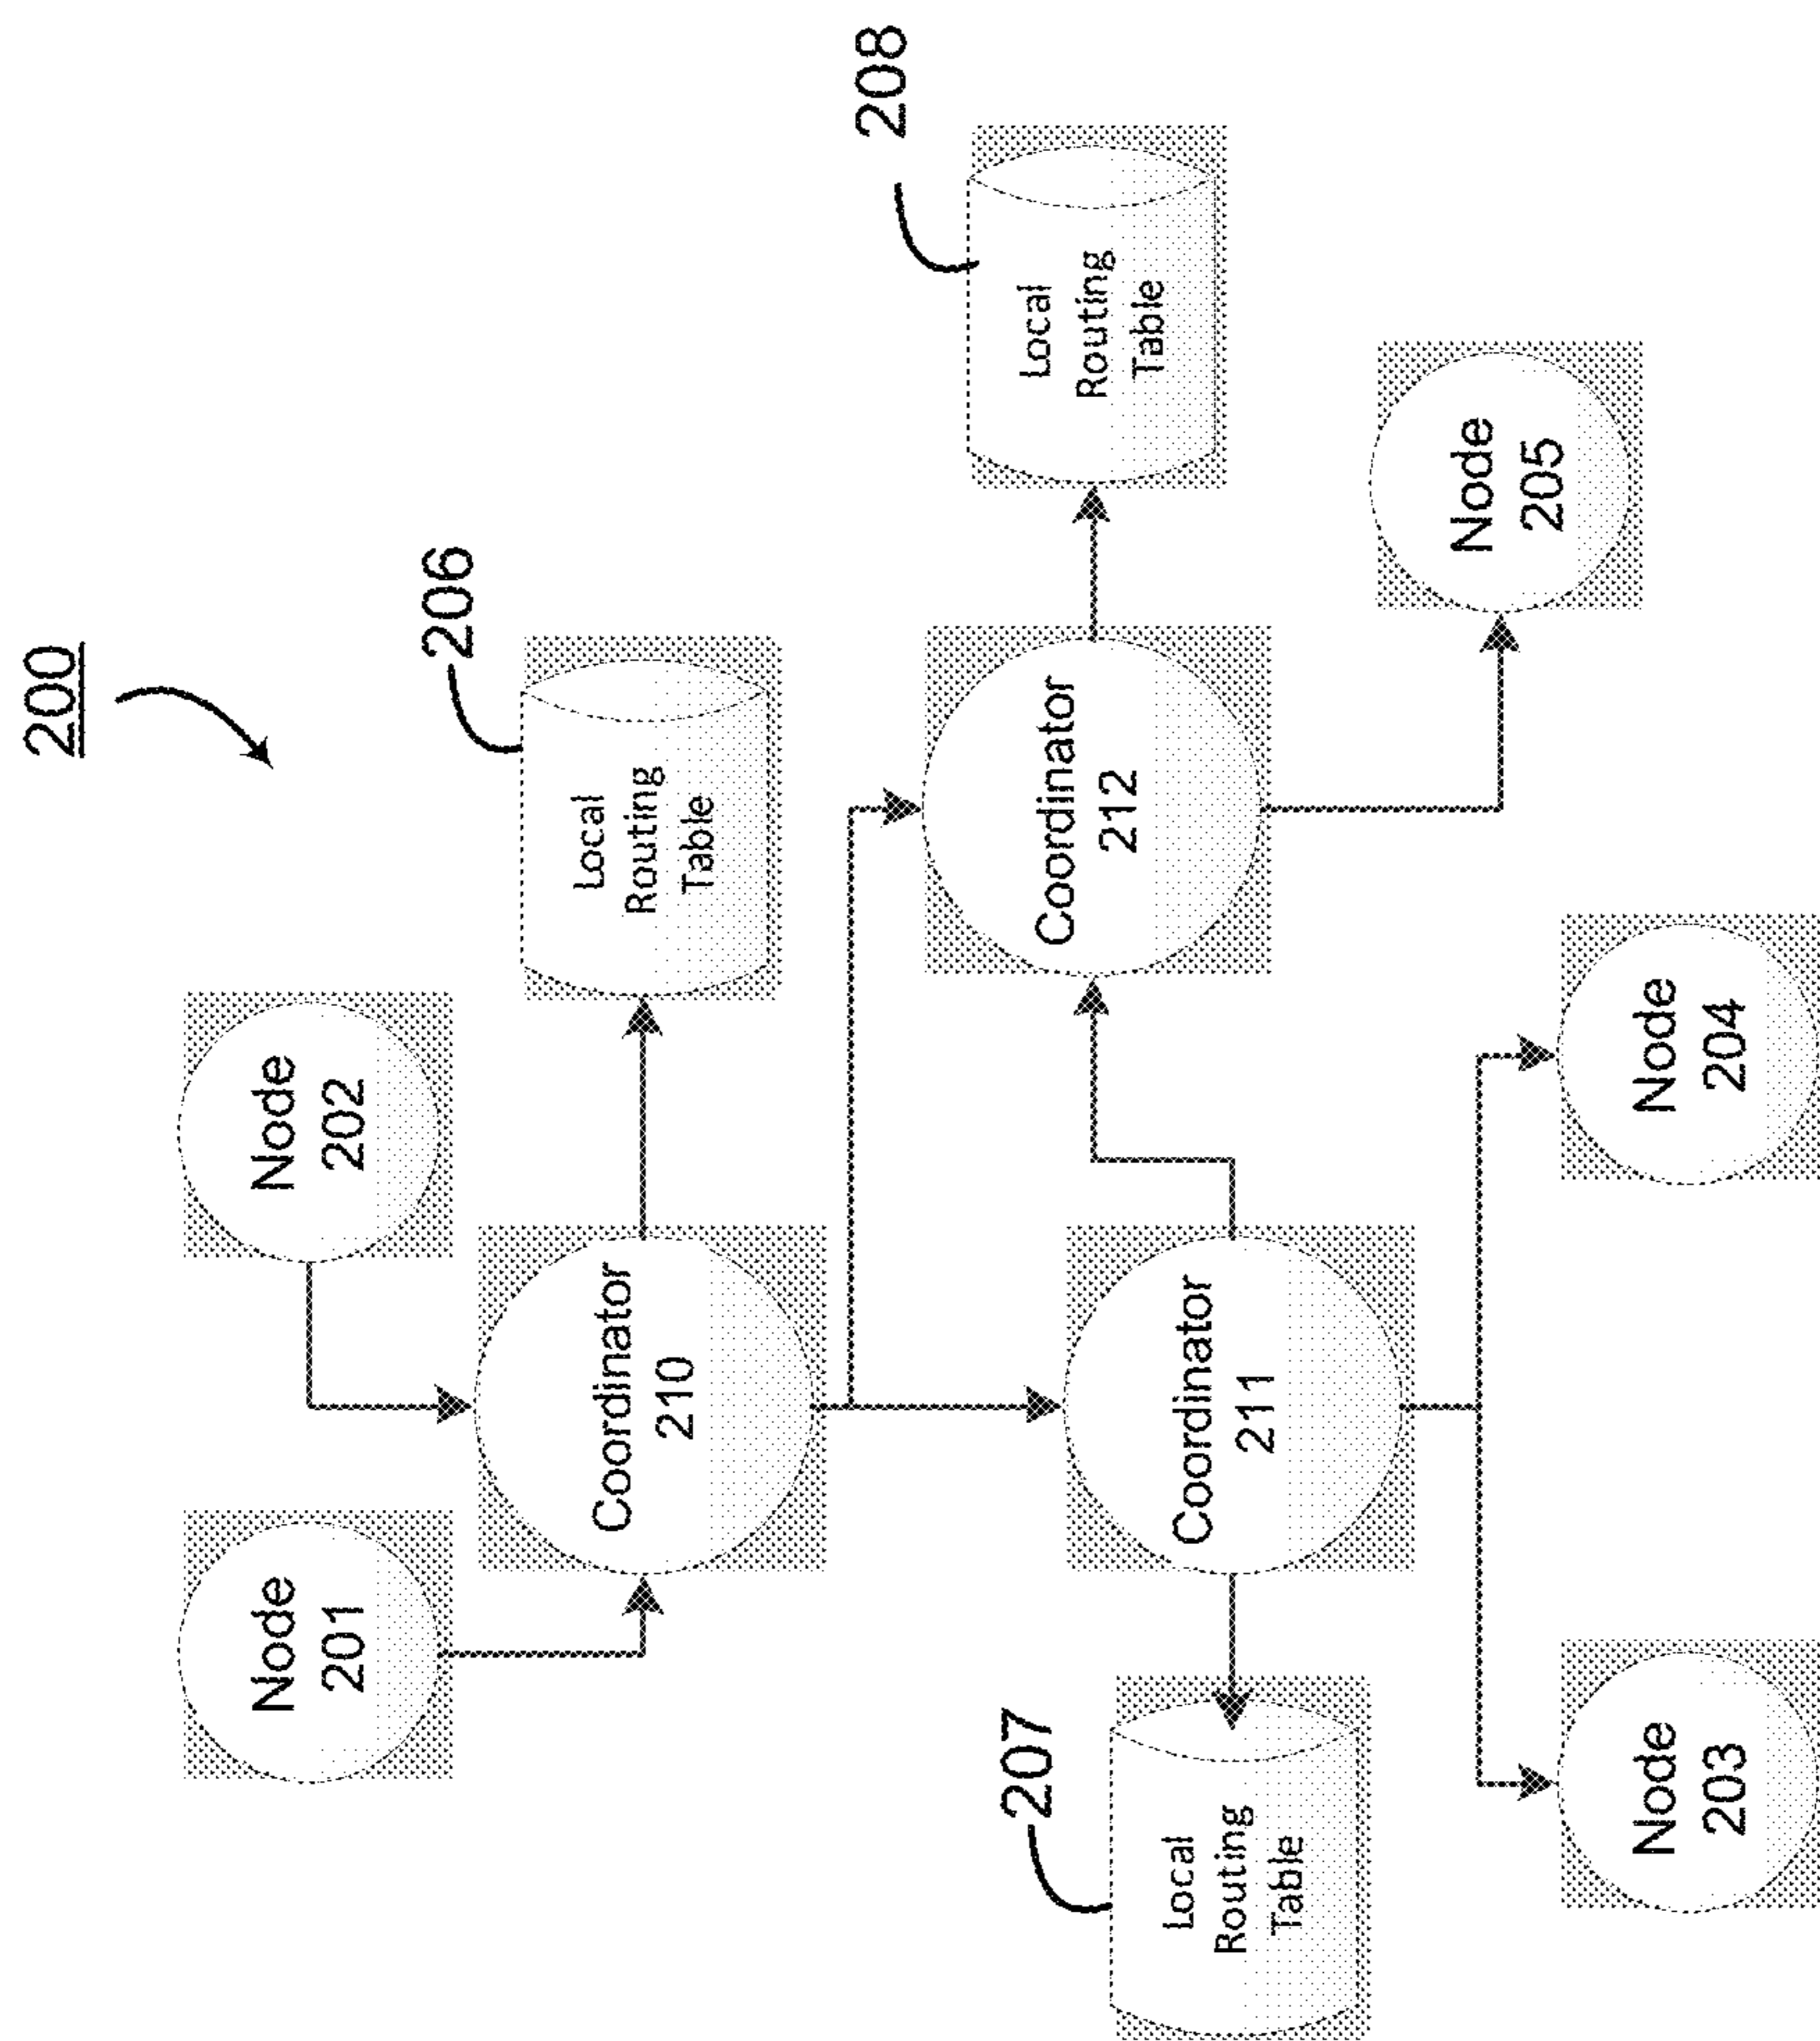 200
Node
201
Node
202
206
Coordinator
210
Local
Routing
Table
208
207
Local
Routing
Table
Coordinator
211
Coordinator
212
Local
Routing
Table
Node
203
Node
204
Node
205